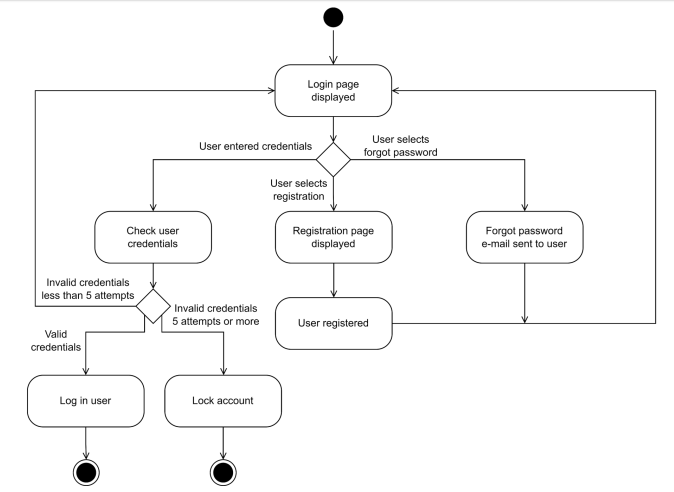 Login page
displayed
User entered credentials
User selects
forgot password
User selects
registration
Check user
credentials
Registration page
displayed
Forgot password
e-mail sent to user
Invalid credentials
less than 5 attempts
Invalid credentials
5 attempts or more
User registered
Valid
credentials
Log in user
Lock account